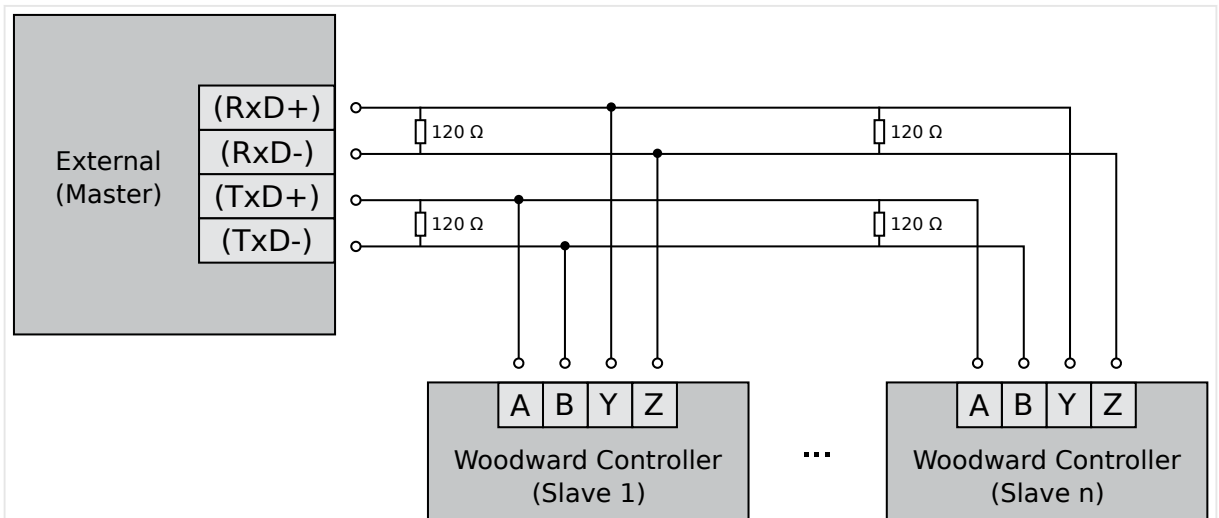 External
(Master)
(RxD+)
(RxD-)
(TxD+)
(TxD-)
120 Ω
120 Ω
120 Ω
120 Ω
A B Y Z
Woodward Controller
(Slave 1)
...
A B Y Z
Woodward Controller
(Slave n)